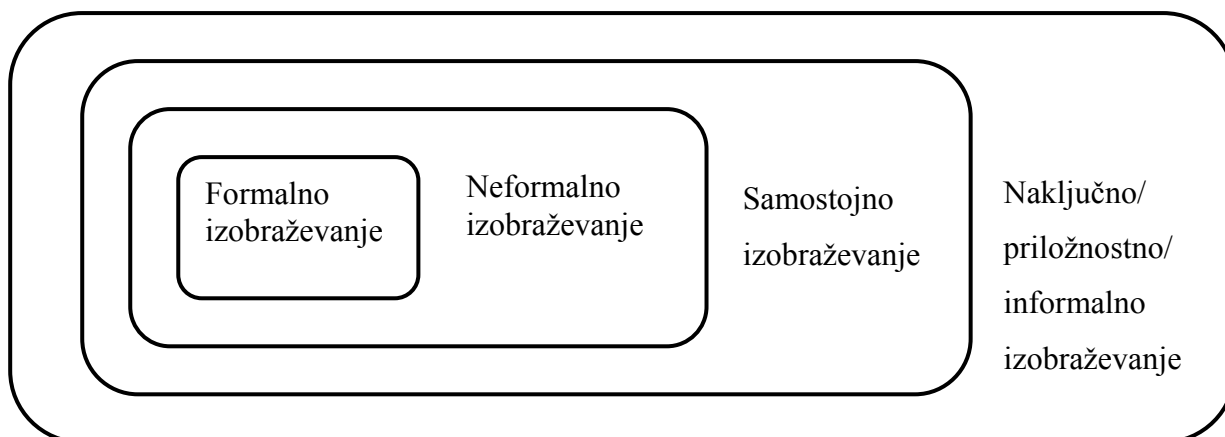 Formalno
izobraževanje
Neformalno
izobraževanje
Samostojno
izobraževanje
Naključno/
priložnostno/
informalno
izobraževanje